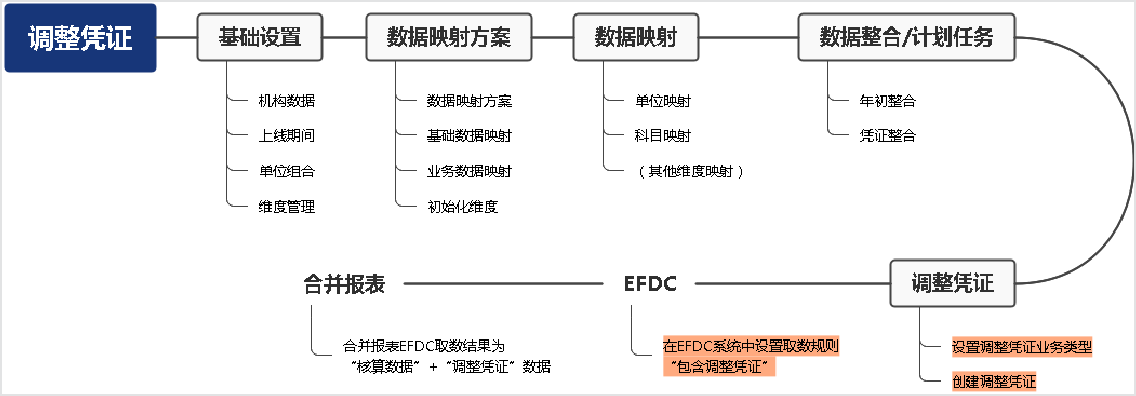 调整凭证
基础设置
机构数据
上线期间
单位组合
维度管理
数据映射方案
数据映射方案
基础数据映射
业务数据映射
初始化维度
数据映射
单位映射
科目映射
（其他维度映射）
数据整合/计划任务
年初整合
凭证整合
调整凭证
设置调整凭证业务类型
创建调整凭证
EFDC
在EFDC系统中设置取数规则
“包含调整凭证”
合并报表
合并报表EFDC取数结果为
“核算数据”+“调整凭证”数据